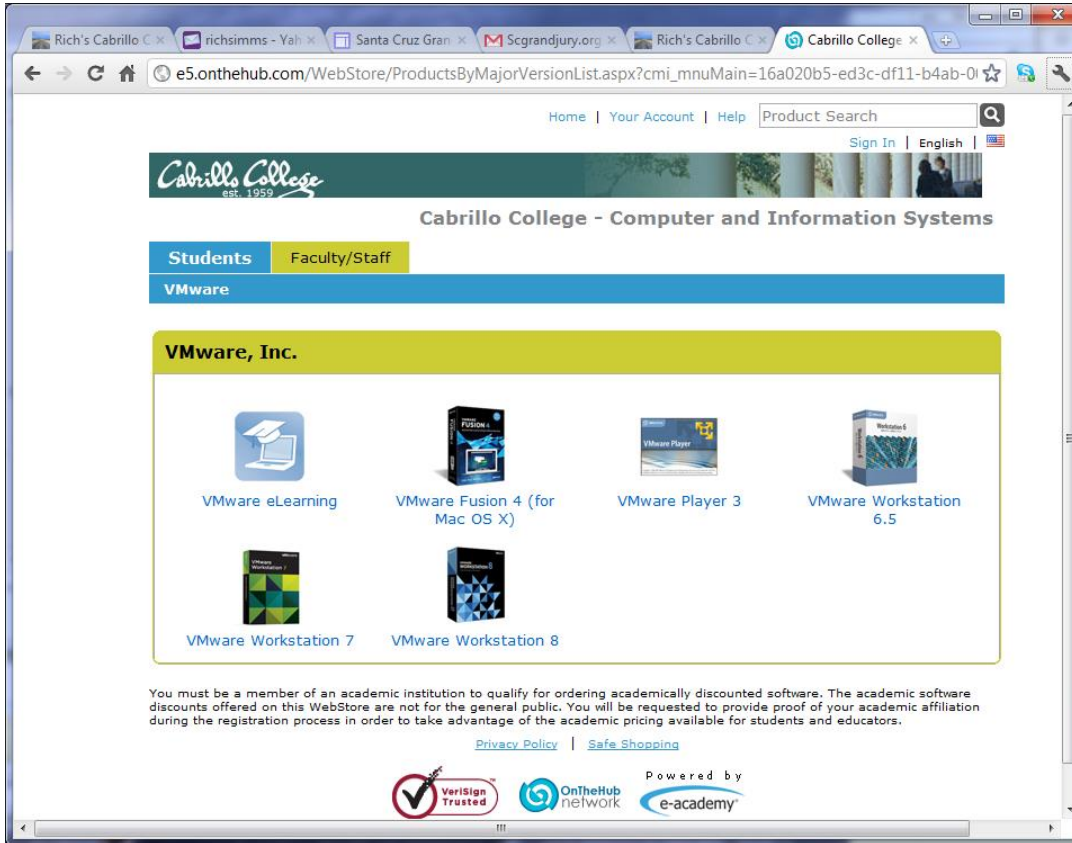 Rich's Cabrillo C
richsimms - Yah
Santa Cruz Gran
Scgrandjury.org
Rich's Cabrillo C
Cabrillo College
e5.onthehub.com/WebStore/ProductsByMajorVersionList.aspx?cmi_mnuMain=16a020b5-ed3c-df11-b4ab-0
Home | Your Account | Help Product Search
Sign In | English |
Cabrillo College
est. 1959
Cabrillo College - Computer and Information Systems
Students Faculty/Staff
VMware
VMware, Inc.
VMware eLearning
VMware Fusion 4 (for
Mac OS X)
VMware Player 3
VMware Workstation
6.5
VMware Workstation 7
VMware Workstation 8
You must be a member of an academic institution to qualify for ordering academically discounted software. The academic software
discounts offered on this WebStore are not for the general public. You will be requested to provide proof of your academic affiliation
during the registration process in order to take advantage of the academic pricing available for students and educators.
Privacy Policy | Safe Shopping
VeriSign
Trusted
OnTheHub
network
Powered by
e-academy